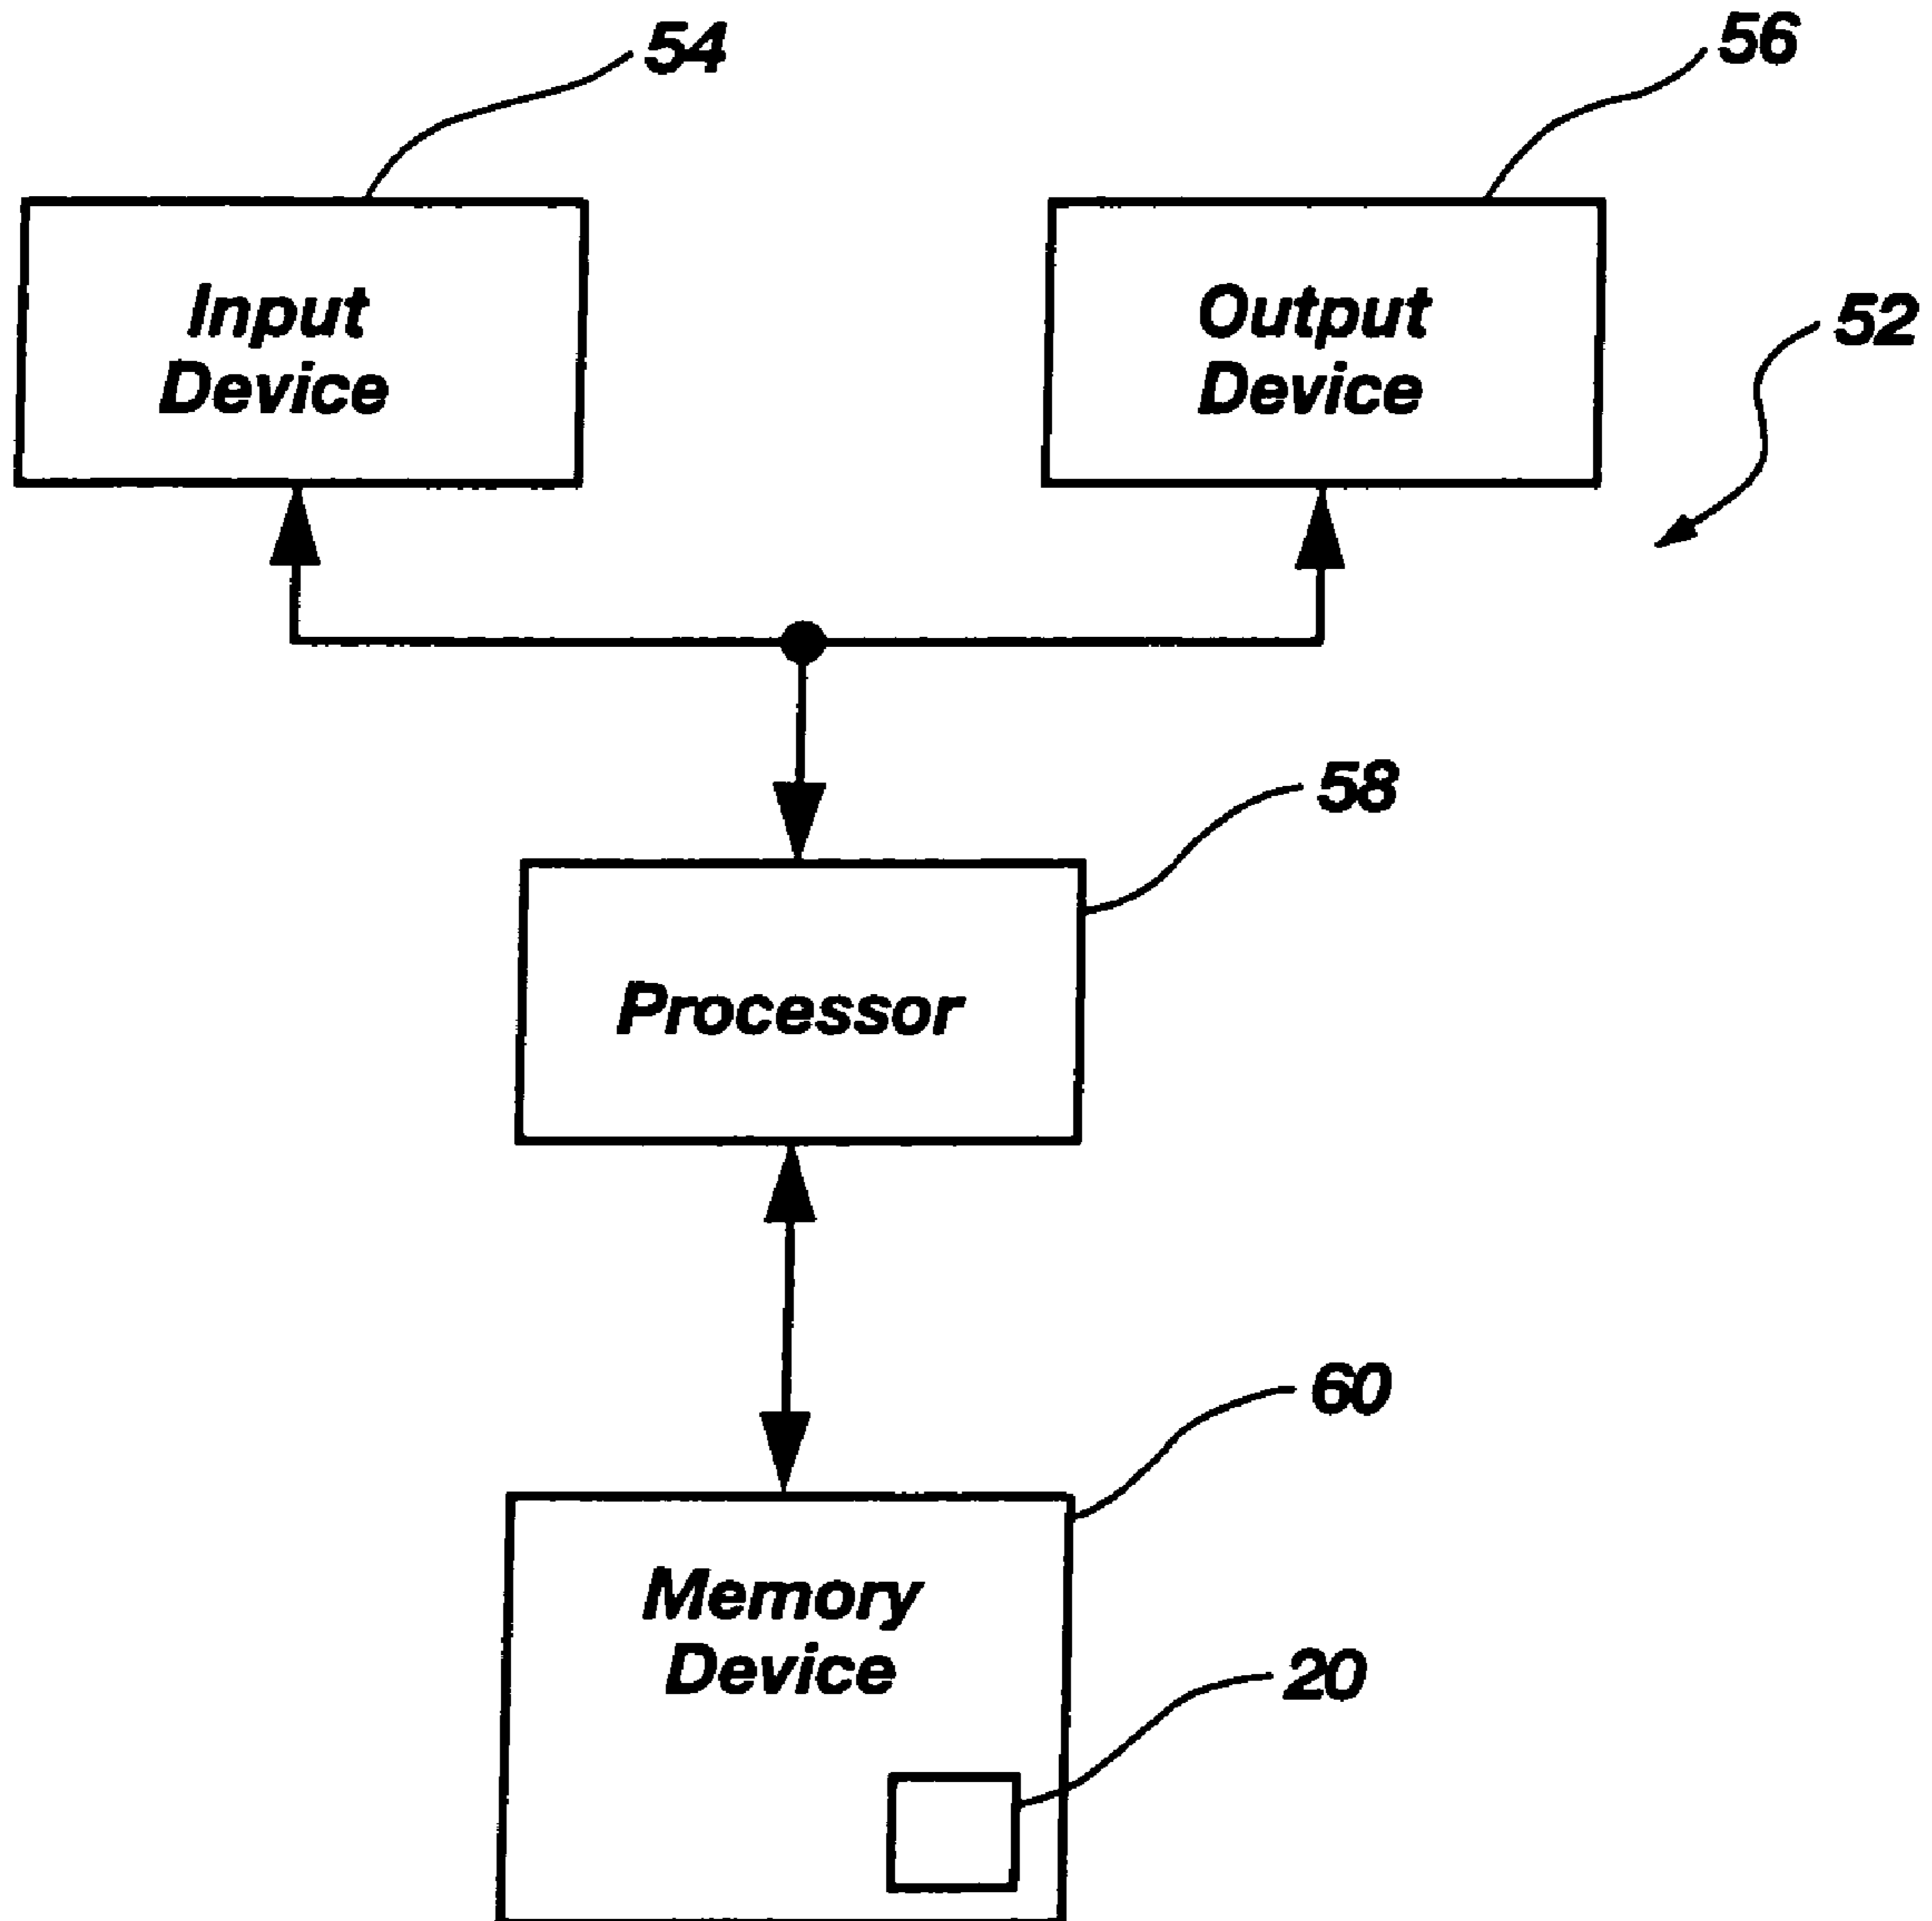 54
56
Input
Device
Output
Device
52
58
Processor
60
Memory
Device
20